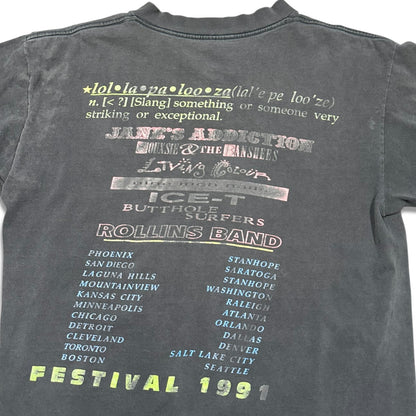 ★lol•la•pa•loo•za(lal'e pe loo'ze)
n. [< ?] [Slang] something or someone very
striking or exceptional.
JANE'S ADDICTION
SIOUXSIE & THE BANSHEES
LIVING COLOUR
ICE-T
BUTTHOLE
SURFERS
ROLLINS BAND
PHOENIX
SAN DIEGO
LAGUNA HILLS
MOUNTAINVIEW
KANSAS CITY
MINNEAPOLIS
CHICAGO
DETROIT
CLEVELAND
TORONTO
BOSTON
STANHOPE
SARATOGA
STANHOPE
WASHINGTON
RALEIGH
ATLANTA
ORLANDO
DALLAS
DENVER
SALT LAKE CITY
SEATTLE
FESTIVAL 1991